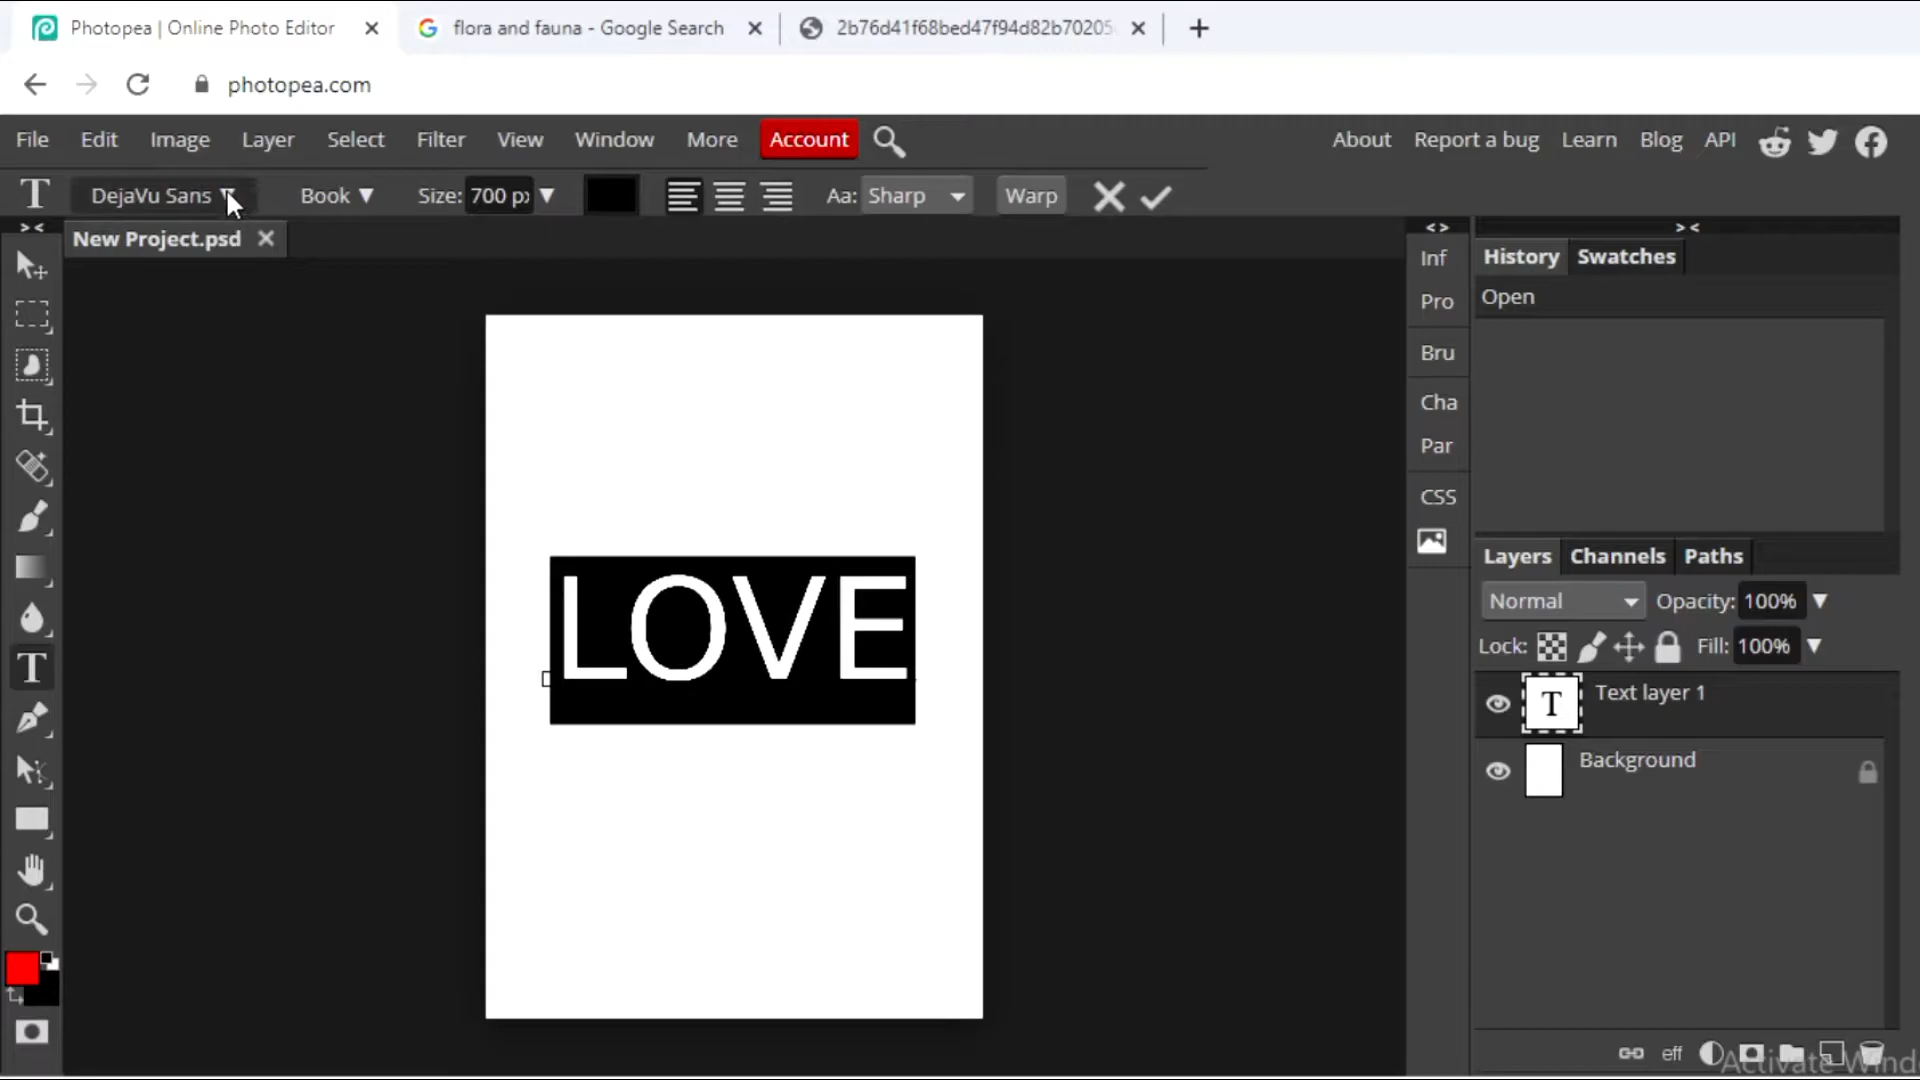 Photopea | Online Photo Editor
flora and fauna - Google Search
2b76d41f68bed47f94d82b70205
photopea.com
File Edit Image Layer Select Filter View Window More Account About Report a bug Learn Blog API
T DejaVu Sans Book Size: 700 px Aa: Sharp Warp
New Project.psd
Inf
Pro
Bru
Cha
Par
CSS
History Swatches
Open
LOVE
Layers Channels Paths
Normal Opacity: 100%
Lock: Fill: 100%
T Text layer 1
Background
eff
Activate Wind